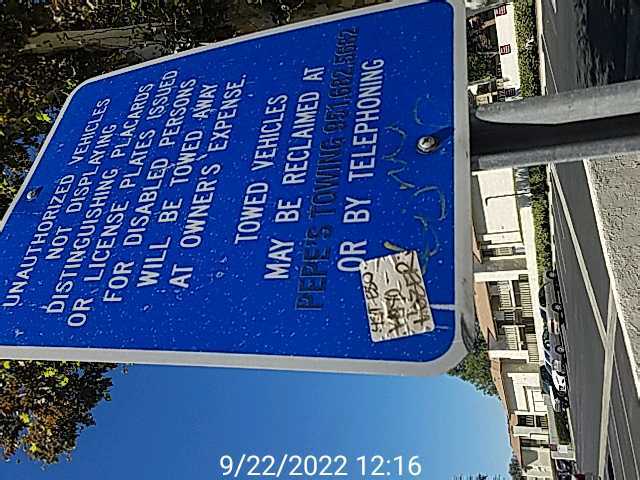 UNAUTHORIZED VEHICLES
NOT DISPLAYING
DISTINGUISHING PLACARDS
OR LICENSE PLATES ISSUED
FOR DISABLED PERSONS
WILL BE TOWED AWAY
AT OWNER'S EXPENSE.
TOWED VEHICLES
MAY BE RECLAIMED AT
PEPE'S TOWING 951.682.5662
OR BY TELEPHONING
9/22/2022 12:16